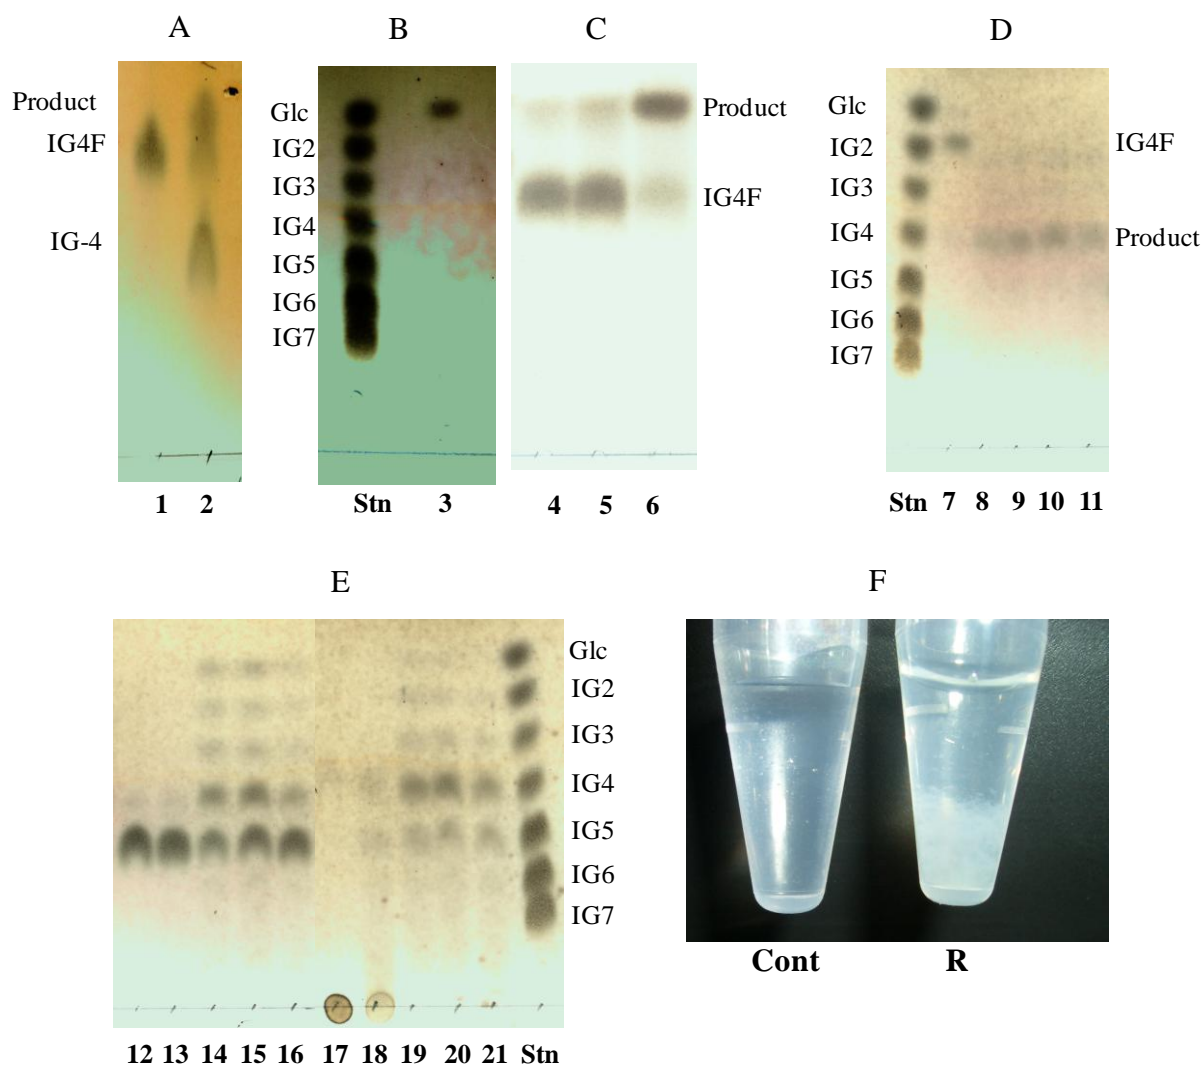 A
Product
IG4F
IG-4
1 2
B
Glc
IG2
IG3
IG4
IG5
IG6
IG7
Stn 3
C
Product
IG4F
4 5 6
D
Glc
IG2
IG3
IG4
IG5
IG6
IG7
IG4F
Product
Stn 7 8 9 10 11
E
Glc
IG2
IG3
IG4
IG5
IG6
IG7
12 13 14 15 16 17 18 19 20 21 Stn
F
Cont R